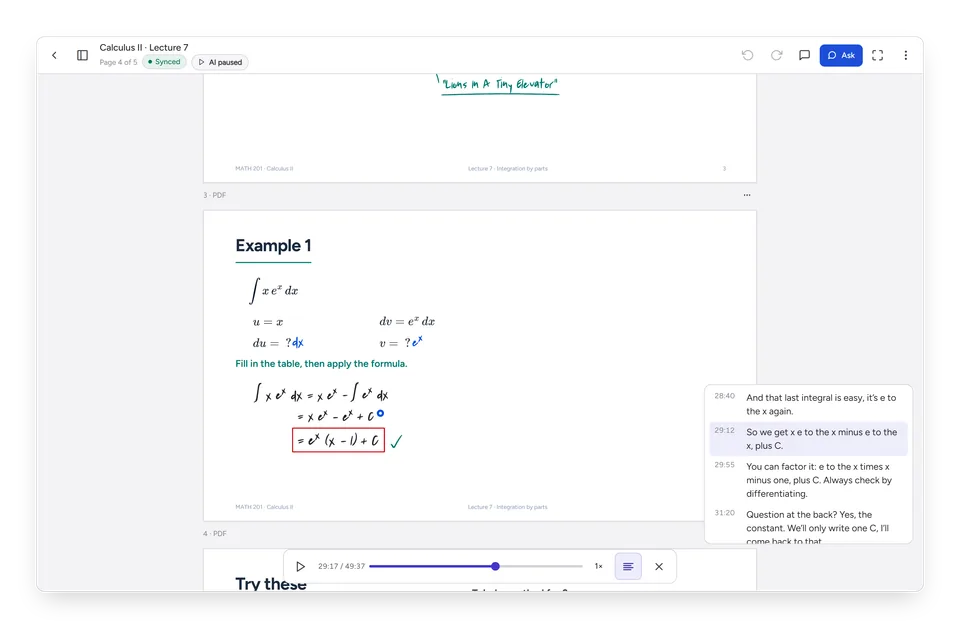 Calculus II · Lecture 7
Page 4 of 5 Synced AI paused
Ask
"Lions In A Tiny Elevator"
MATH 201 · Calculus II Lecture 7 · Integration by parts 3
3 · PDF
Example 1
∫ x e^x dx
u = x dv = e^x dx
du = ? dx v = ? e^x
Fill in the table, then apply the formula.
∫ x e^x dx = x e^x - ∫ e^x dx
= x e^x - e^x + C
= e^x (x - 1) + C ✓
MATH 201 · Calculus II Lecture 7 · Integration by parts
4 · PDF
28:40 And that last integral is easy, it's e to
the x again.
29:12 So we get x e to the x minus e to the
x, plus C.
29:55 You can factor it: e to the x times x
minus one, plus C. Always check by
differentiating.
31:20 Question at the back? Yes, the
constant. We'll only write one C, I'll
come back to that
29:17 / 49:37 1×
Try these